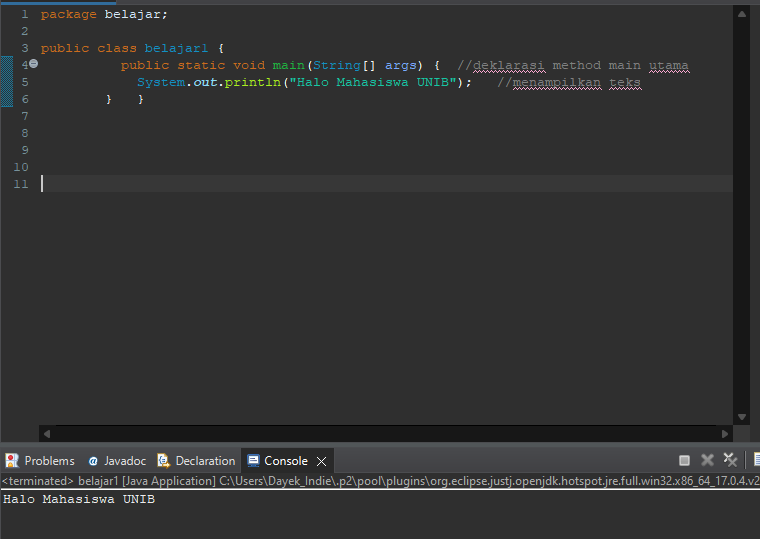 1 package belajar;
2
3 public class belajar1 {
4 public static void main(String[] args) { //deklarasi method main utama
5 System.out.println("Halo Mahasiswa UNIB"); //menampilkan teks
6 } }
7
8
9
10
11
Problems @ Javadoc Declaration Console
<terminated> belajar1 [Java Application] C:\Users\Dayek_Indie\.p2\pool\plugins\org.eclipse.justj.openjdk.hotspot.jre.full.win32.x86_64_17.0.4.v2
Halo Mahasiswa UNIB